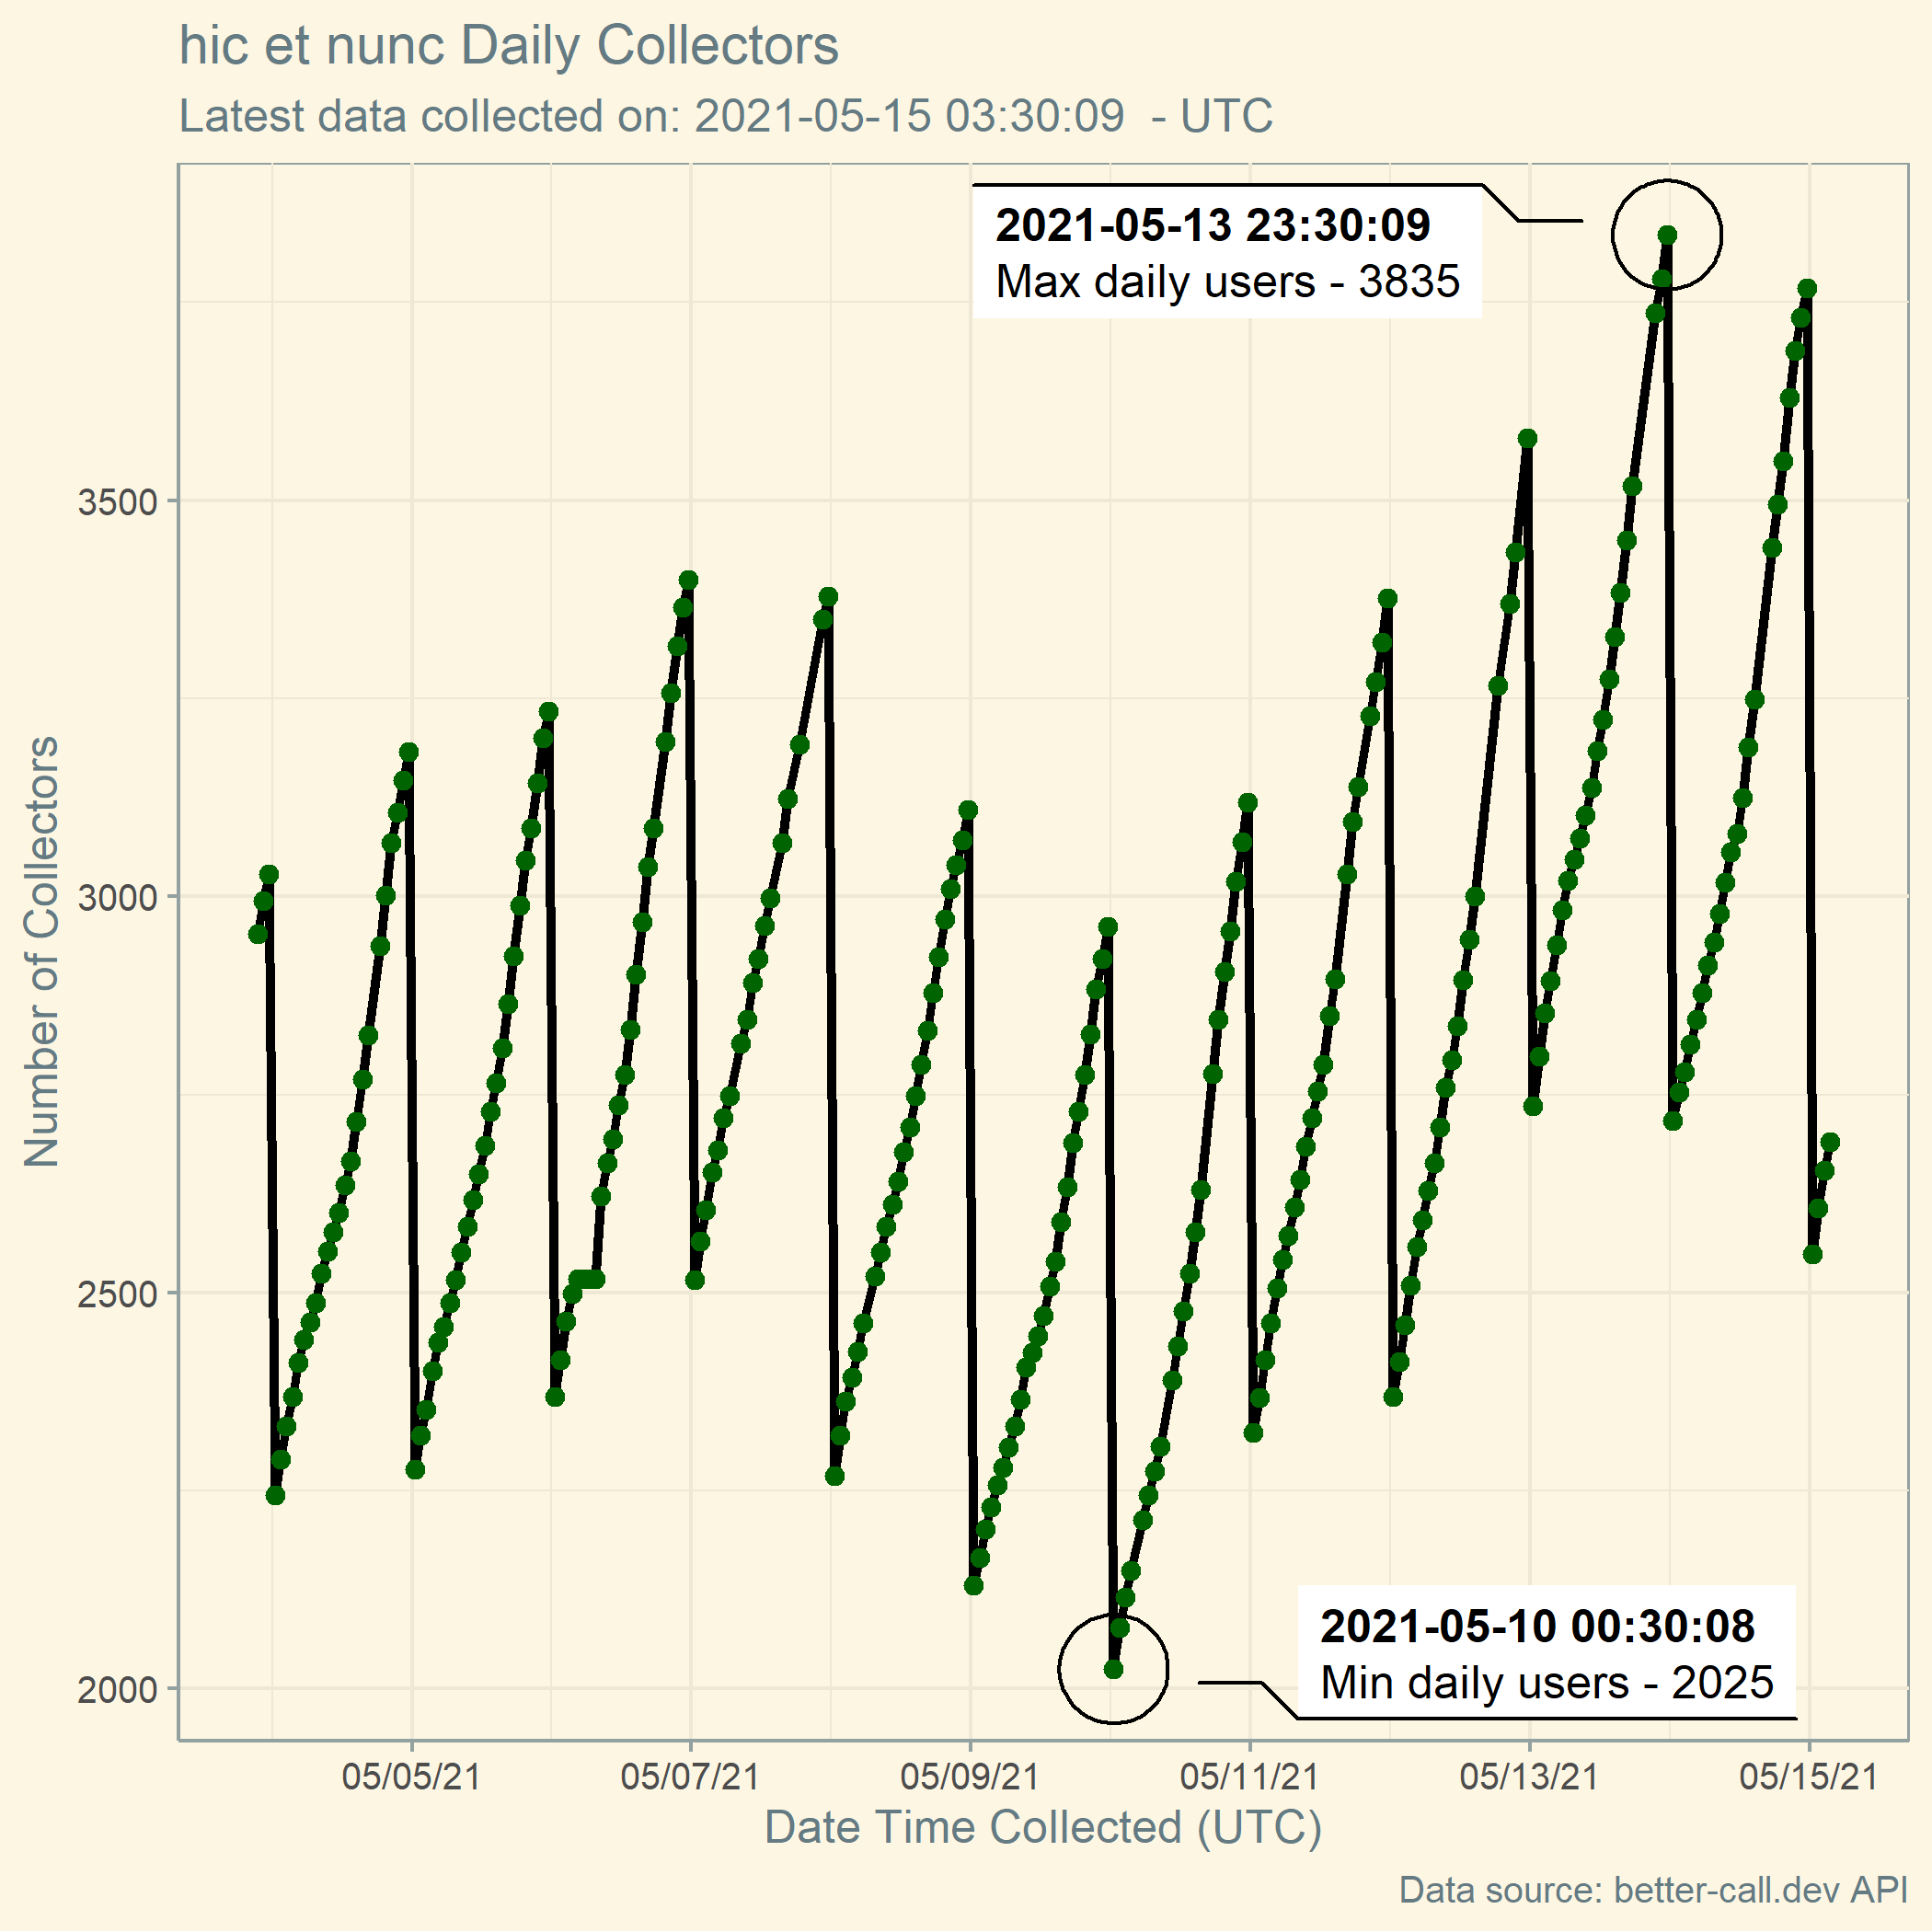 hic et nunc Daily Collectors
Latest data collected on: 2021-05-15 03:30:09  - UTC
2021-05-13 23:30:09
Max daily users - 3835
3500
3000
2500
2000
Number of Collectors
2021-05-10 00:30:08
Min daily users - 2025
05/05/21 05/07/21 05/09/21 05/11/21 05/13/21 05/15/21
Date Time Collected (UTC)
Data source: better-call.dev API